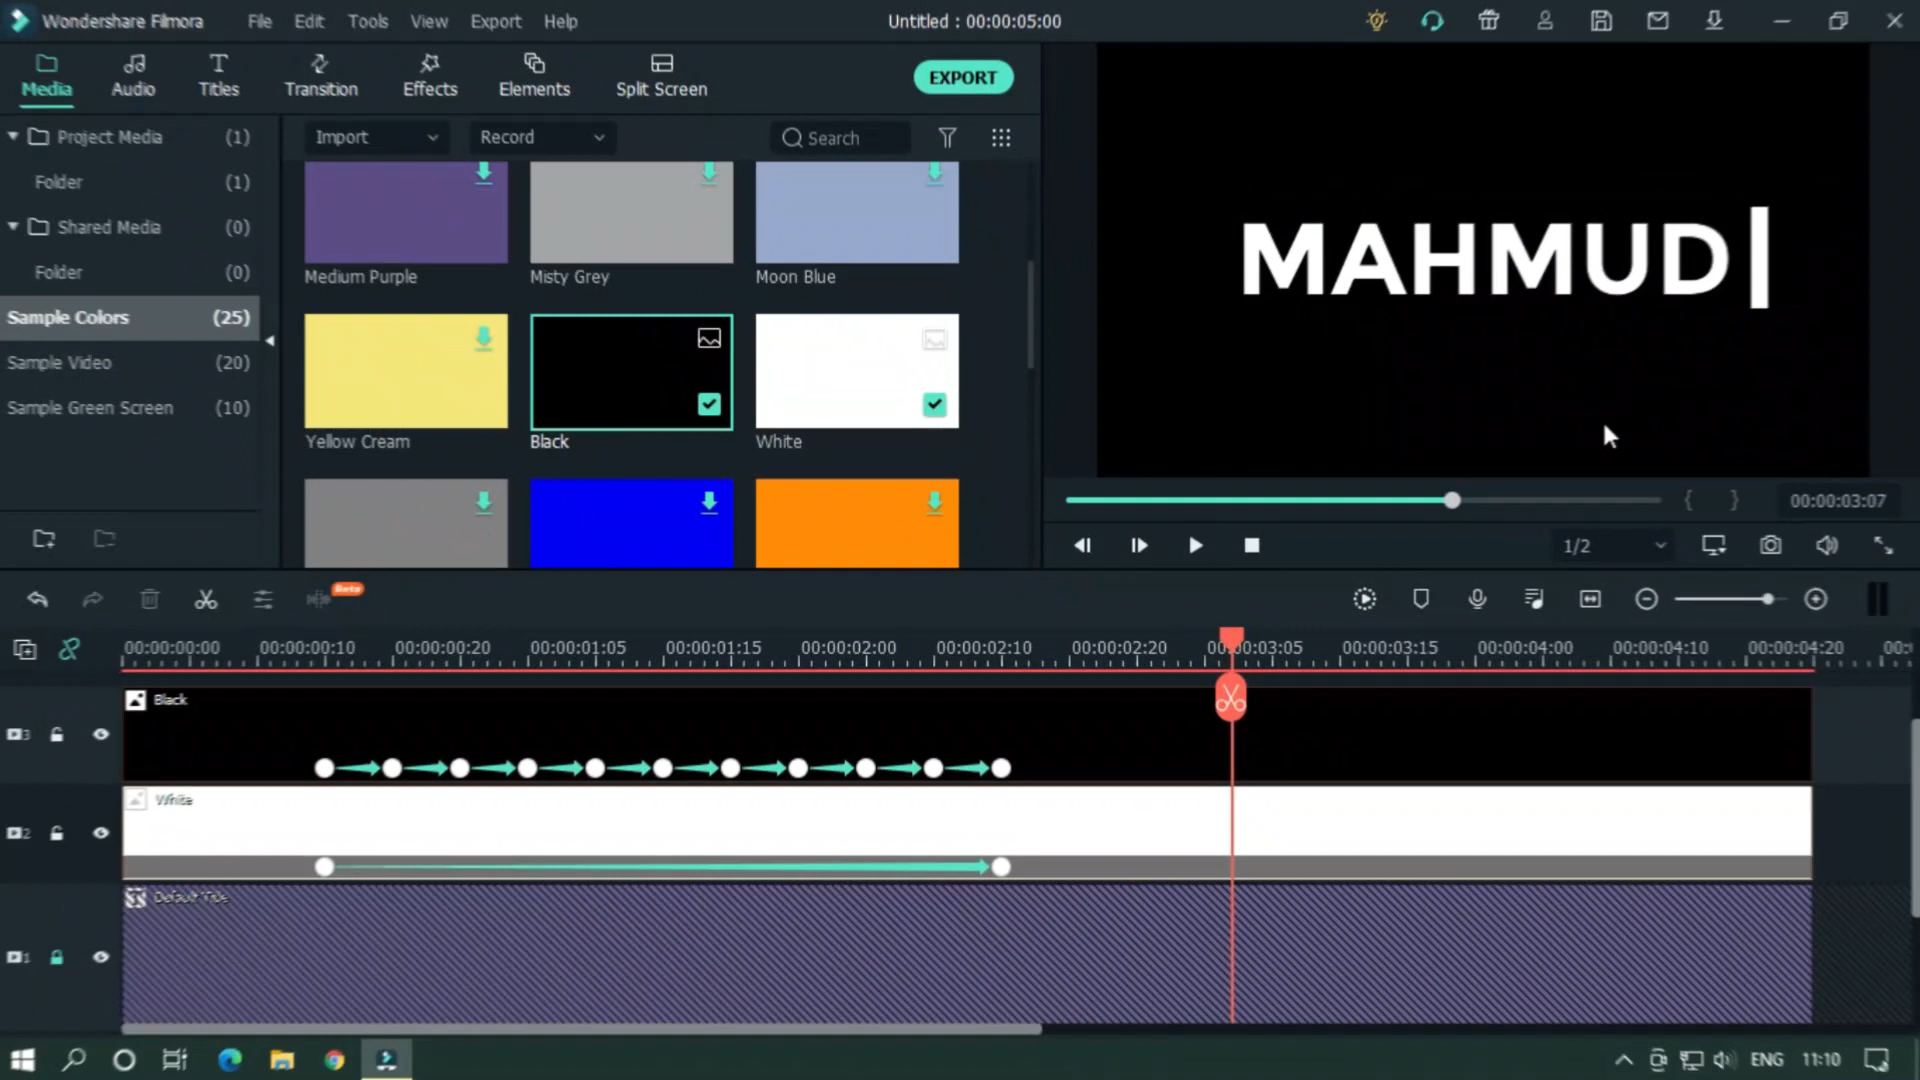 Wondershare Filmora File Edit Tools View Export Help Untitled : 00:00:05:00
Media Audio Titles Transition Effects Elements Split Screen EXPORT
Project Media (1)
Folder (1)
Shared Media (0)
Folder (0)
Sample Colors (25)
Sample Video (20)
Sample Green Screen (10)
Import Record Search
Medium Purple Misty Grey Moon Blue
Yellow Cream Black White
MAHMUD
{ } 00:00:03:07
1/2
Beta
00:00:00:00 00:00:00:10 00:00:00:20 00:00:01:05 00:00:01:15 00:00:02:00 00:00:02:10 00:00:02:20 00:00:03:05 00:00:03:15 00:00:04:00 00:00:04:10 00:00:04:20 00:00
3 Black
2 White
1 Default Title
ENG 11:10